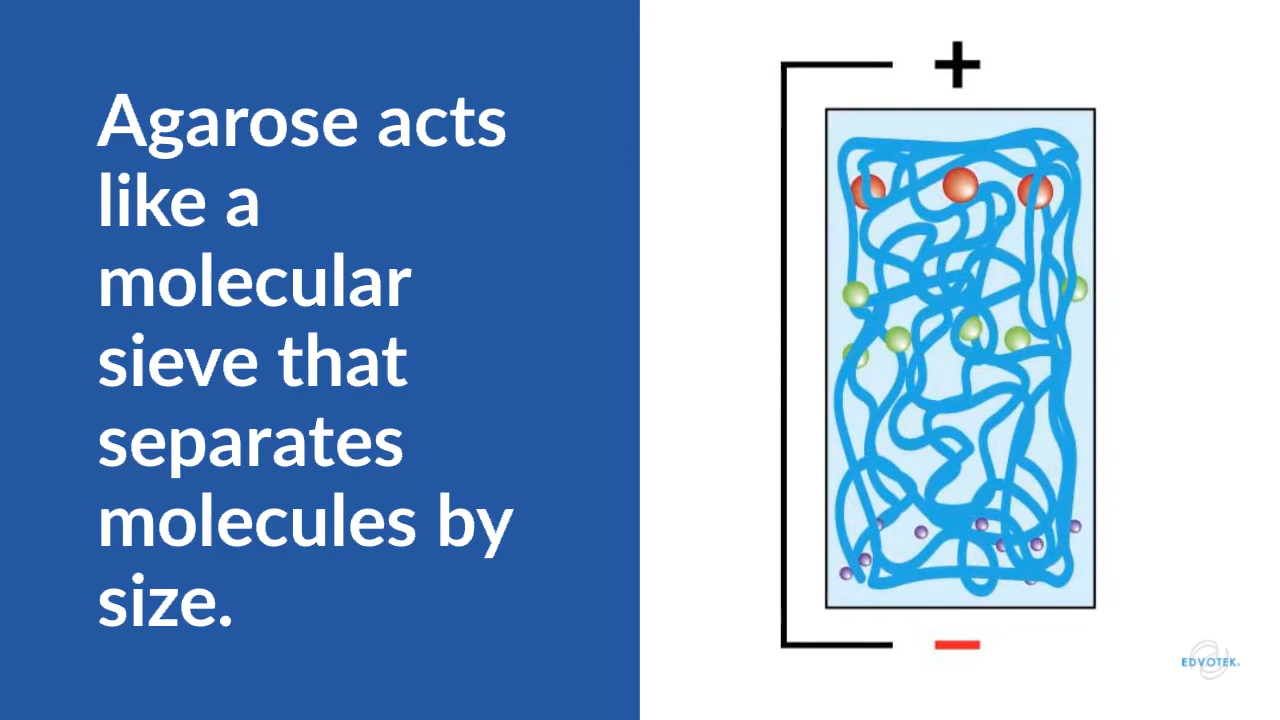 Agarose acts
like a
molecular
sieve that
separates
molecules by
size.
+
−
EDVOTEK®